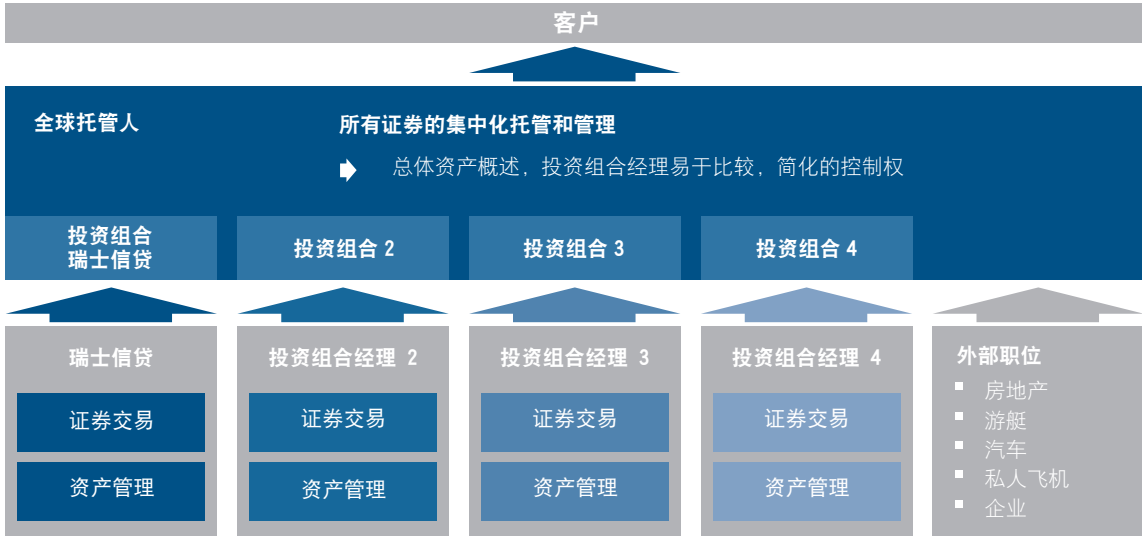 客户
全球托管人
所有证券的集中化托管和管理
总体资产概述，投资组合经理易于比较，简化的控制权
投资组合
瑞士信贷
投资组合 2
投资组合 3
投资组合 4
瑞士信贷
证券交易
资产管理
投资组合经理 2
证券交易
资产管理
投资组合经理 3
证券交易
资产管理
投资组合经理 4
证券交易
资产管理
外部职位
房地产
游艇
汽车
私人飞机
企业